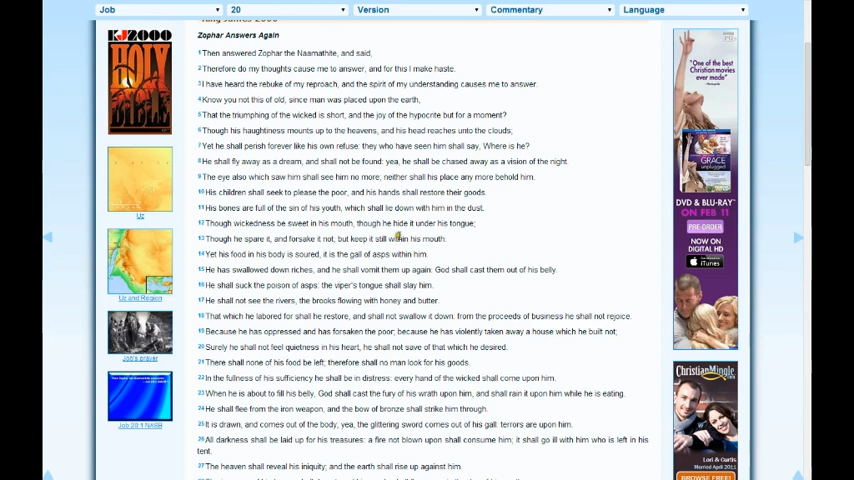 Job
20
Version
Commentary
Language
Zophar Answers Again
1 Then answered Zophar the Naamathite, and said,
2 Therefore do my thoughts cause me to answer, and for this I make haste.
3 I have heard the rebuke of my reproach, and the spirit of my understanding causes me to answer.
4 Know you not this of old, since man was placed upon the earth,
5 That the triumphing of the wicked is short, and the joy of the hypocrite but for a moment?
6 Though his haughtiness mounts up to the heavens, and his head reaches unto the clouds;
7 Yet he shall perish forever like his own refuse: they who have seen him shall say, Where is he?
8 He shall fly away as a dream, and shall not be found: yea, he shall be chased away as a vision of the night.
9 The eye also which saw him shall see him no more; neither shall his place any more behold him.
10 His children shall seek to please the poor, and his hands shall restore their goods.
11 His bones are full of the sin of his youth, which shall lie down with him in the dust.
12 Though wickedness be sweet in his mouth, though he hide it under his tongue;
13 Though he spare it, and forsake it not, but keep it still within his mouth:
14 Yet his food in his body is soured, it is the gall of asps within him.
15 He has swallowed down riches, and he shall vomit them up again: God shall cast them out of his belly.
16 He shall suck the poison of asps: the viper's tongue shall slay him.
17 He shall not see the rivers, the brooks flowing with honey and butter.
18 That which he labored for shall he restore, and shall not swallow it down: from the proceeds of business he shall not rejoice.
19 Because he has oppressed and has forsaken the poor; because he has violently taken away a house which he built not;
20 Surely he shall not feel quietness in his heart, he shall not save of that which he desired.
21 There shall none of his food be left; therefore shall no man look for his goods.
22 In the fullness of his sufficiency he shall be in distress: every hand of the wicked shall come upon him.
23 When he is about to fill his belly, God shall cast the fury of his wrath upon him, and shall rain it upon him while he is eating.
24 He shall flee from the iron weapon, and the bow of bronze shall strike him through.
25 It is drawn, and comes out of the body; yea, the glittering sword comes out of his gall: terrors are upon him.
26 All darkness shall be laid up for his treasures: a fire not blown upon shall consume him; it shall go ill with him who is left in his
tent.
27 The heaven shall reveal his iniquity; and the earth shall rise up against him.
KJ2000
HOLY
BIBLE
Uz
Uz and Region
Job's prayer
Job 20:1 NASB
"One of the best
Christian movies
ever made"
GRACE
unplugged
DVD & BLU-RAY™
ON FEB 11
PRE-ORDER
NOW ON
DIGITAL HD
iTunes
ChristianMingle.com
Lori & Curtis
Married April 2011
BROWSE FREE!